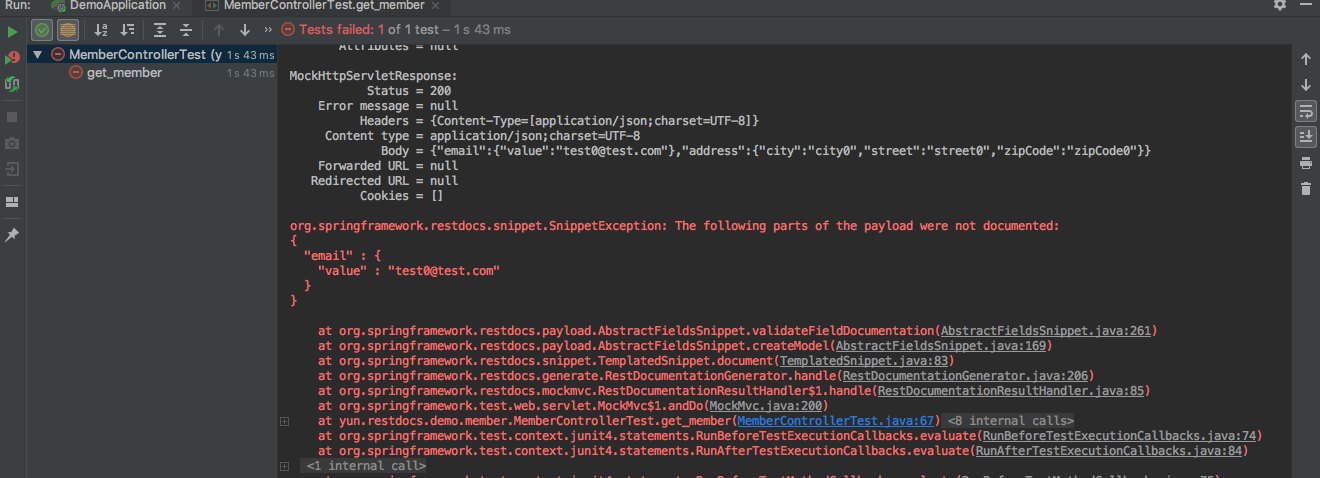 Run: DemoApplication × MemberControllerTest.get_member ×
» Tests failed: 1 of 1 test – 1 s 43 ms
MemberControllerTest (y 1 s 43 ms
get_member 1 s 43 ms
Attributes = null
MockHttpServletResponse:
Status = 200
Error message = null
Headers = {Content-Type=[application/json;charset=UTF-8]}
Content type = application/json;charset=UTF-8
Body = {"email":{"value":"test0@test.com"},"address":{"city":"city0","street":"street0","zipCode":"zipCode0"}}
Forwarded URL = null
Redirected URL = null
Cookies = []
org.springframework.restdocs.snippet.SnippetException: The following parts of the payload were not documented:
{
"email" : {
"value" : "test0@test.com"
}
}
at org.springframework.restdocs.payload.AbstractFieldsSnippet.validateFieldDocumentation(AbstractFieldsSnippet.java:261)
at org.springframework.restdocs.payload.AbstractFieldsSnippet.createModel(AbstractFieldsSnippet.java:169)
at org.springframework.restdocs.snippet.TemplatedSnippet.document(TemplatedSnippet.java:83)
at org.springframework.restdocs.generate.RestDocumentationGenerator.handle(RestDocumentationGenerator.java:206)
at org.springframework.restdocs.mockmvc.RestDocumentationResultHandler$1.handle(RestDocumentationResultHandler.java:85)
at org.springframework.test.web.servlet.MockMvc$1.andDo(MockMvc.java:200)
at yun.restdocs.demo.member.MemberControllerTest.get_member(MemberControllerTest.java:67) <8 internal calls>
at org.springframework.test.context.junit4.statements.RunBeforeTestExecutionCallbacks.evaluate(RunBeforeTestExecutionCallbacks.java:74)
at org.springframework.test.context.junit4.statements.RunAfterTestExecutionCallbacks.evaluate(RunAfterTestExecutionCallbacks.java:84)
<1 internal call>